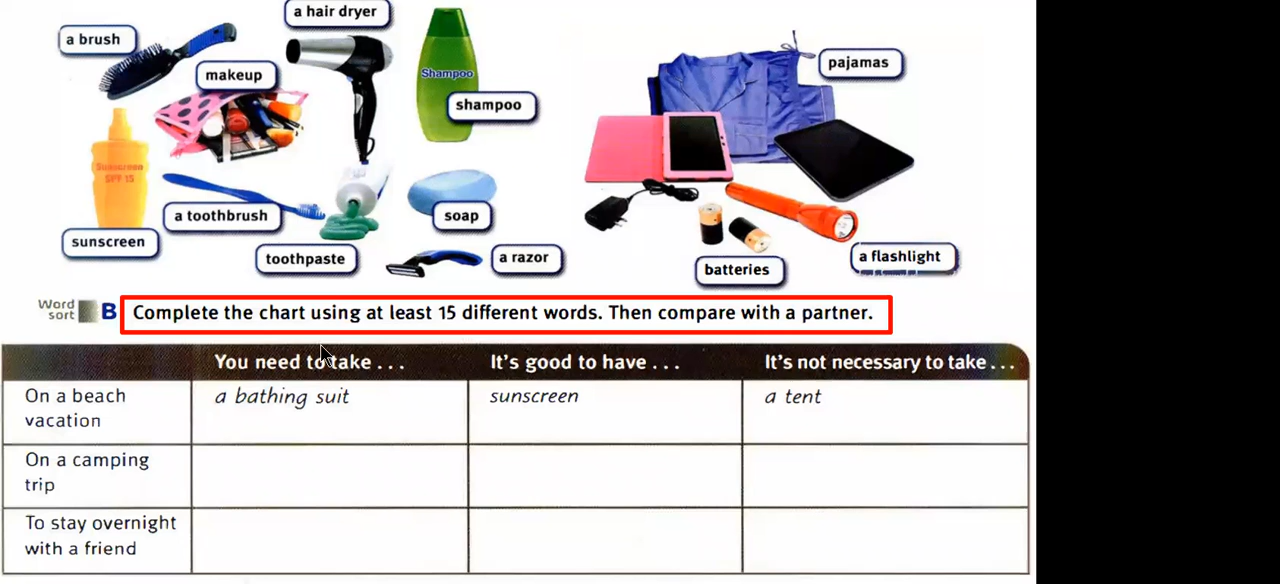 a hair dryer
a brush
makeup
Shampoo
shampoo
pajamas
Sunscreen
SPF 15
a toothbrush
soap
sunscreen
toothpaste
a razor
batteries
a flashlight
Word
sort
B Complete the chart using at least 15 different words. Then compare with a partner.
You need to take . . . It's good to have . . . It's not necessary to take . . .
On a beach
vacation
a bathing suit sunscreen a tent
On a camping
trip
To stay overnight
with a friend